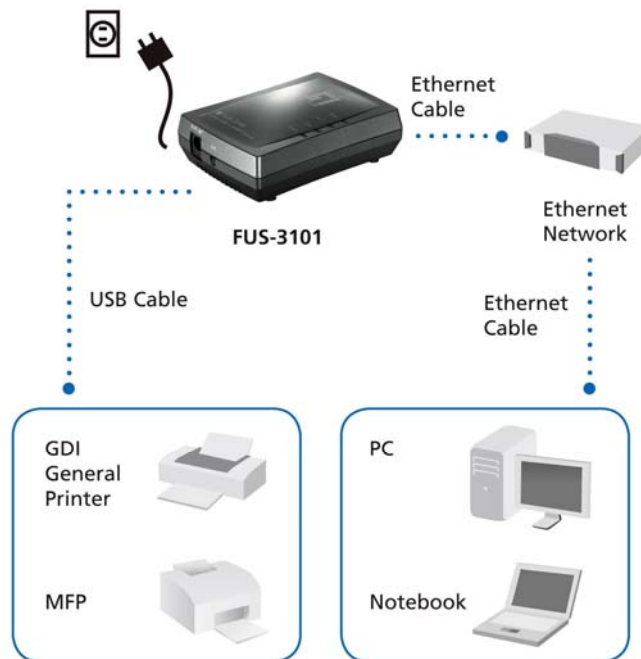 Ethernet
Cable
FUS-3101
Ethernet
Network
USB Cable
Ethernet
Cable
GDI
General
Printer
PC
MFP
Notebook